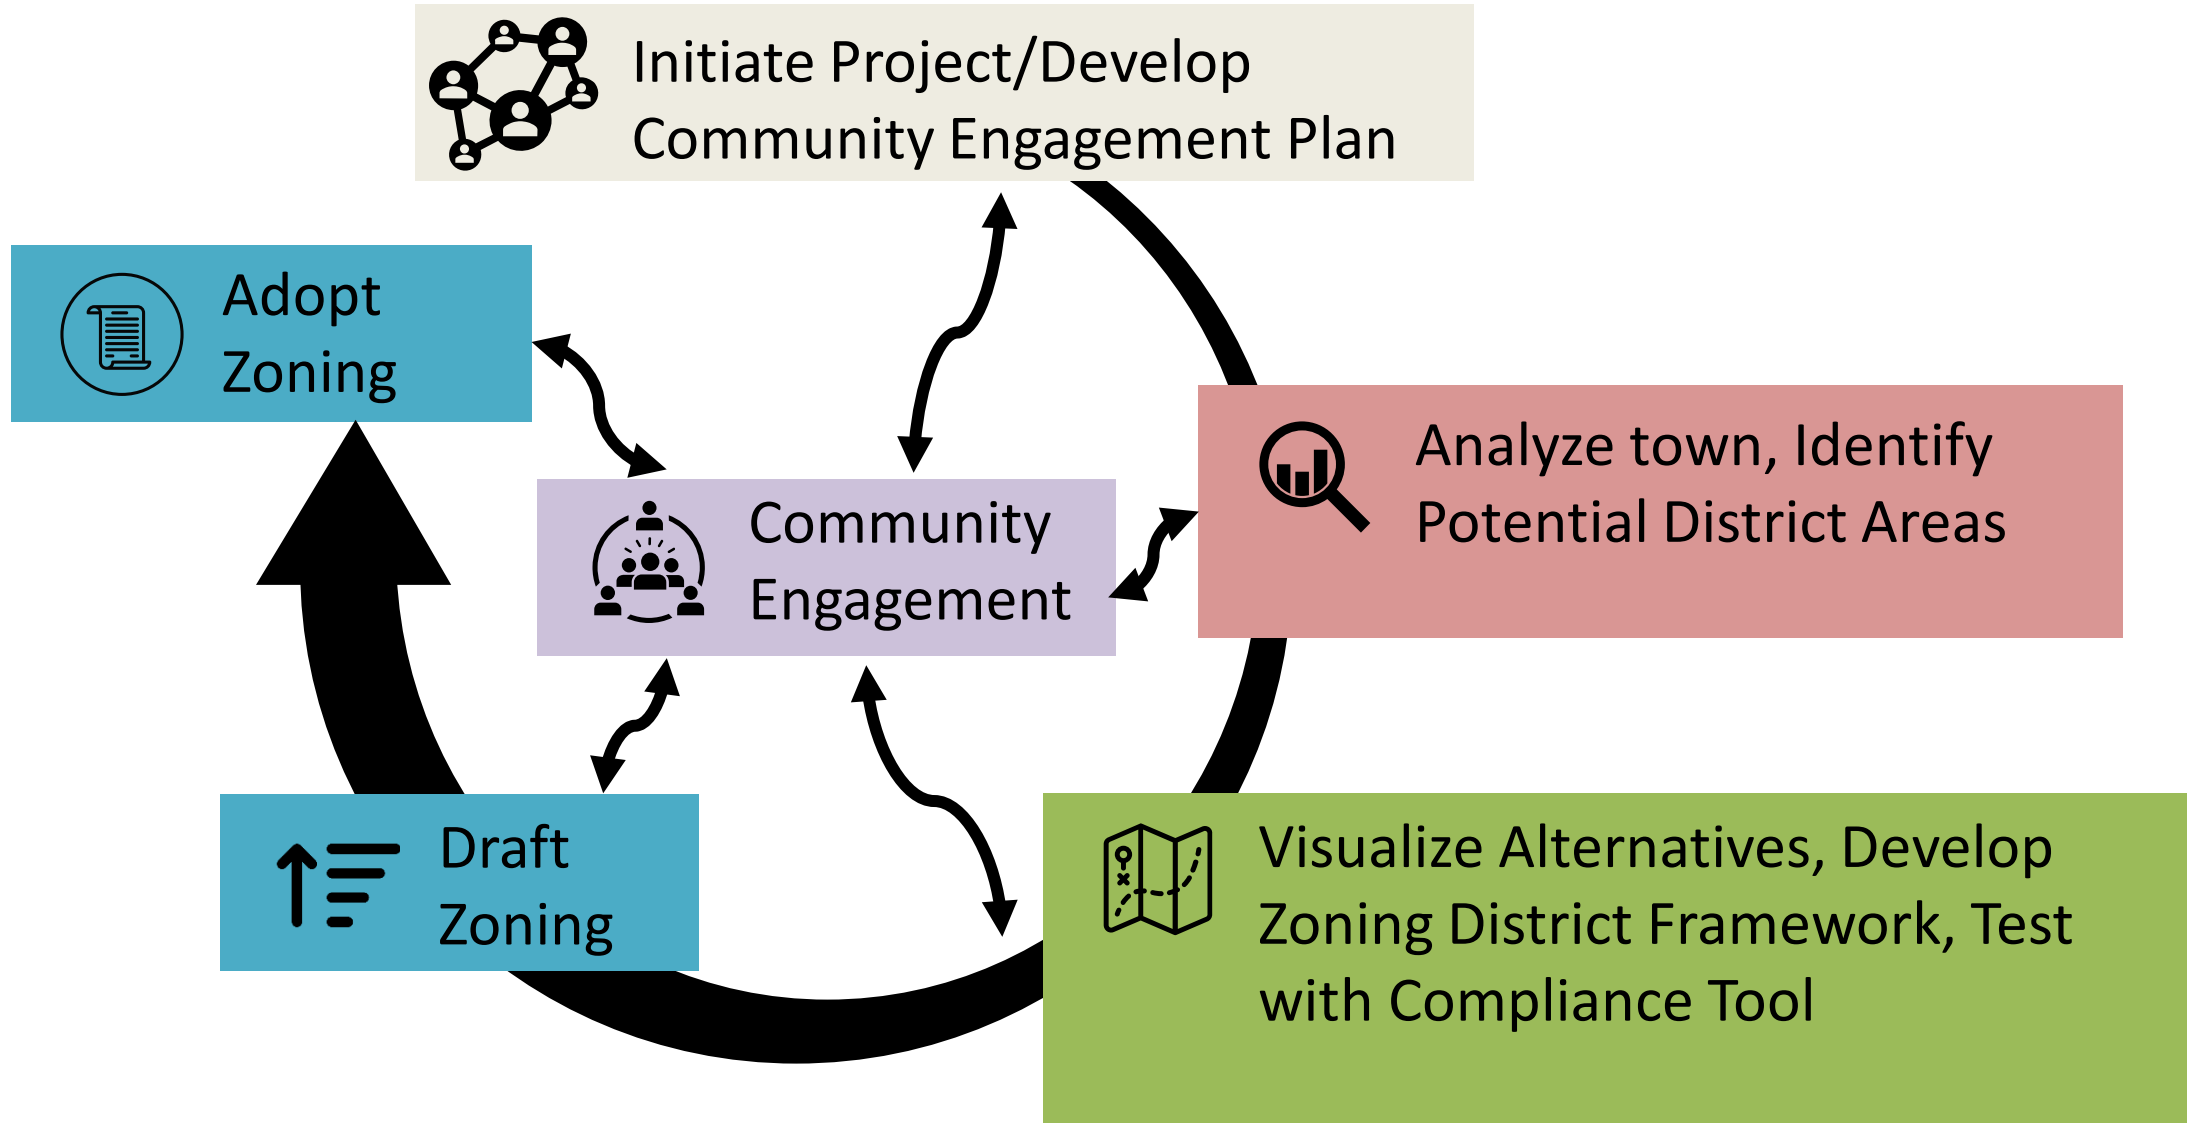 Initiate Project/Develop
Community Engagement Plan
Adopt
Zoning
Analyze town, Identify
Potential District Areas
Community
Engagement
Draft
Zoning
Visualize Alternatives, Develop
Zoning District Framework, Test
with Compliance Tool